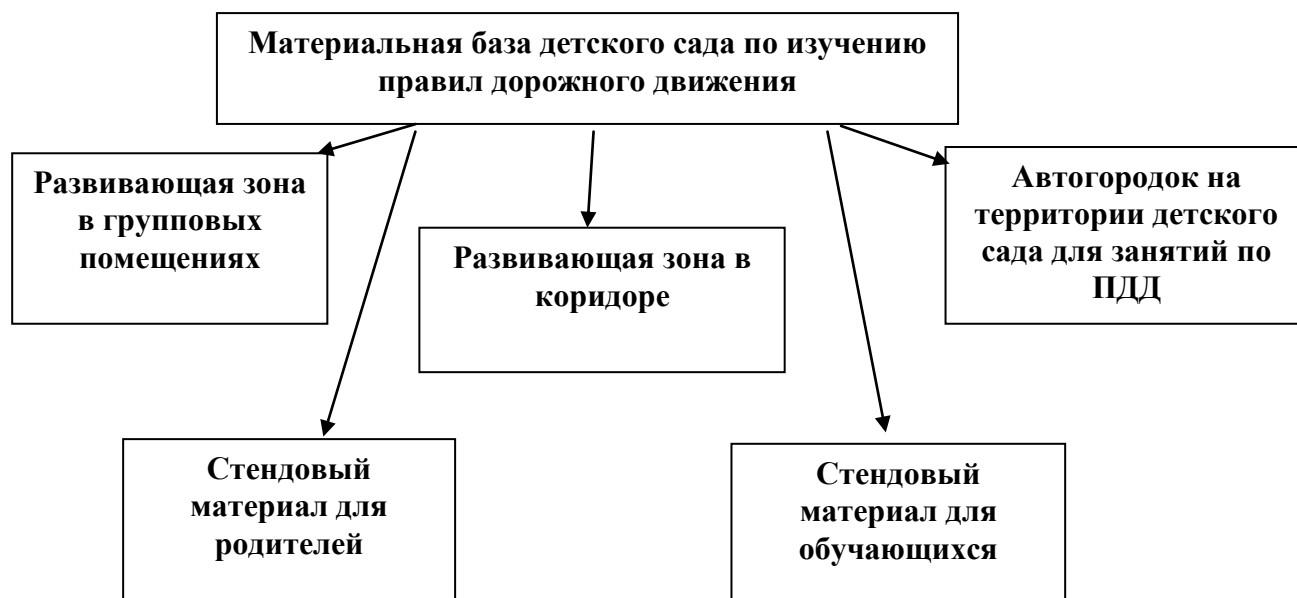 Материальная база детского сада по изучению
правил дорожного движения
Развивающая зона
в групповых
помещениях
Развивающая зона в
коридоре
Автогородок на
территории детского
сада для занятий по
ПДД
Стендовый
материал для
родителей
Стендовый
материал для
обучающихся